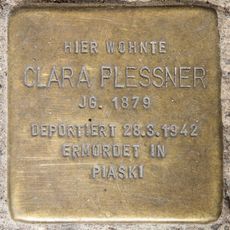 HIER WOHNTE
CLARA PLESSNER
JG. 1879
DEPORTIERT 28.3.1942
ERMORDET IN
PIASKI